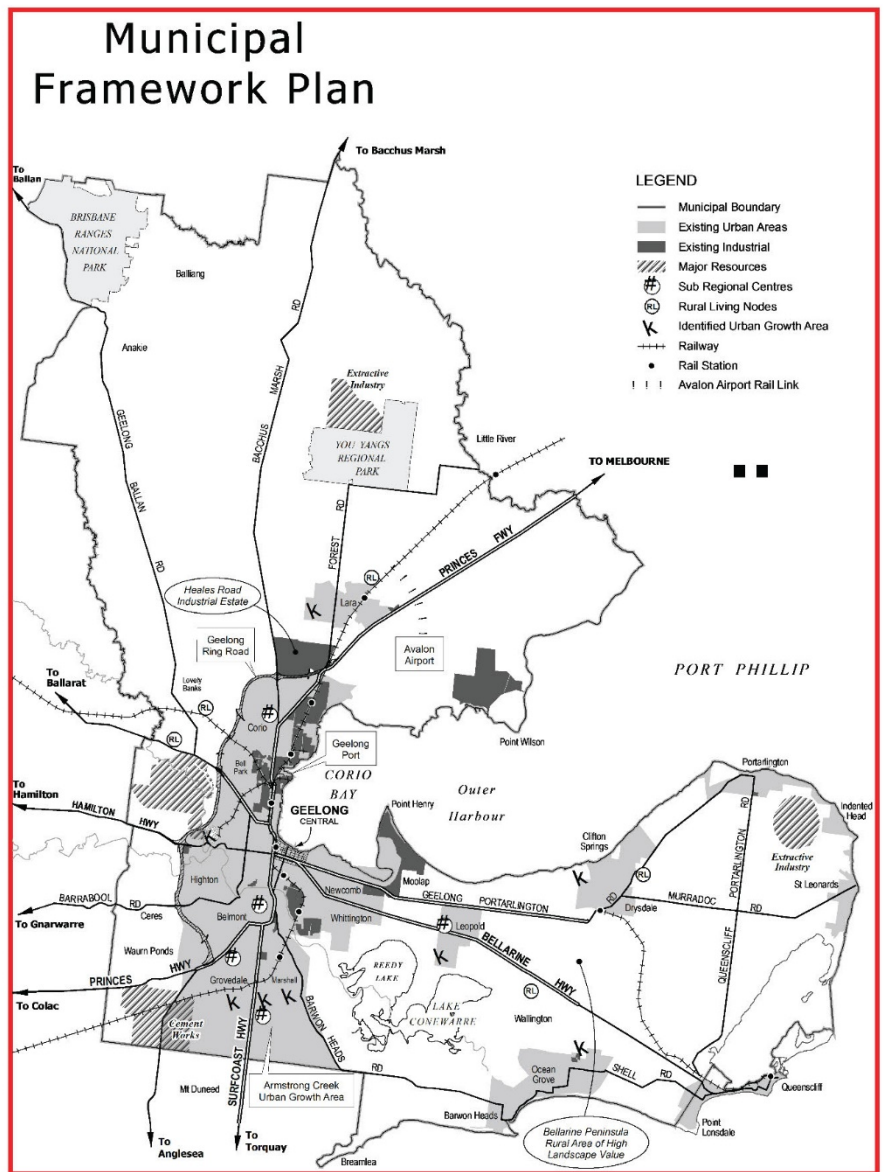 Municipal
Framework Plan
To Bacchus Marsh
To
Ballan
BRISBANE
RANGES
NATIONAL
PARK
Balliang
Anakie
LEGEND
Municipal Boundary
Existing Urban Areas
Existing Industrial
Major Resources
# Sub Regional Centres
RL Rural Living Nodes
k Identified Urban Growth Area
Railway
Rail Station
Avalon Airport Rail Link
GEELONG
BALLAN
RD
BACCHUS
MARSH
RD
Extractive
Industry
YOU YANGS
REGIONAL
PARK
Little River
TO MELBOURNE
FOREST
RD
PRINCES FWY
RL
Lara
k
Heales Road
Industrial Estate
Geelong
Ring Road
Avalon
Airport
PORT PHILLIP
Point Wilson
To
Ballarat
Lovely
Banks
RL
RL
Corio
#
Bell
Park
Geelong
Port
CORIO
BAY
GEELONG
CENTRAL
Outer
Harbour
Point Henry
Portarlington
Indented
Head
Extractive
Industry
St Leonards
To
Hamilton
HAMILTON
HWY
k
Highton
BARRABOOL
RD
To Gnarwarre
Ceres
Belmont
#
Newcomb
Whittington
Moolap
GEELONG
PORTARLINGTON
RD
Clifton
Springs
k
RL
Drysdale
MURRADOC
RD
PORTARLINGTON
RD
QUEENSCLIFF
Leopold
#
k
BELLARINE
HWY
Waurn Ponds
PRINCES
HWY
To Colac
#
Grovedale
Marshall
k
k
k
#
Cement
Works
REEDY
LAKE
LAKE
CONEWARRE
RL
Wallington
SURFCOAST HWY
BARWON
HEADS
RD
Mt Duneed
Armstrong Creek
Urban Growth Area
Ocean
Grove
k
SHELL
RD
Queenscliff
Point
Lonsdale
Barwon Heads
Bellarine Peninsula
Rural Area of High
Landscape Value
To
Anglesea
To
Torquay
Breamlea